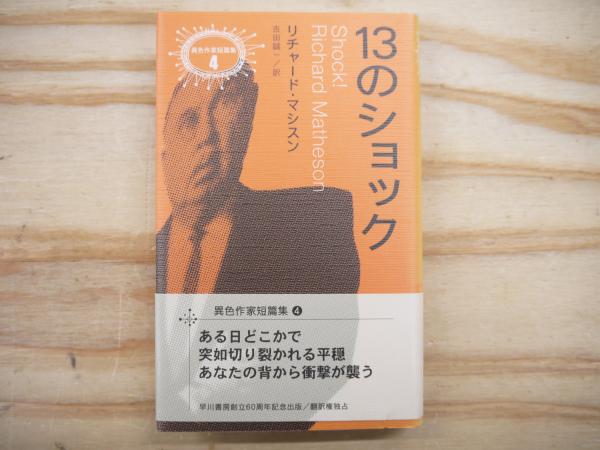 異色作家短篇集
4
13のショック
Shock!
Richard Matheson
リチャード・マシスン
吉田誠一／訳
異色作家短篇集❹
ある日どこかで
突如切り裂かれる平穏
あなたの背から衝撃が襲う
早川書房創立60周年記念出版／翻訳権独占